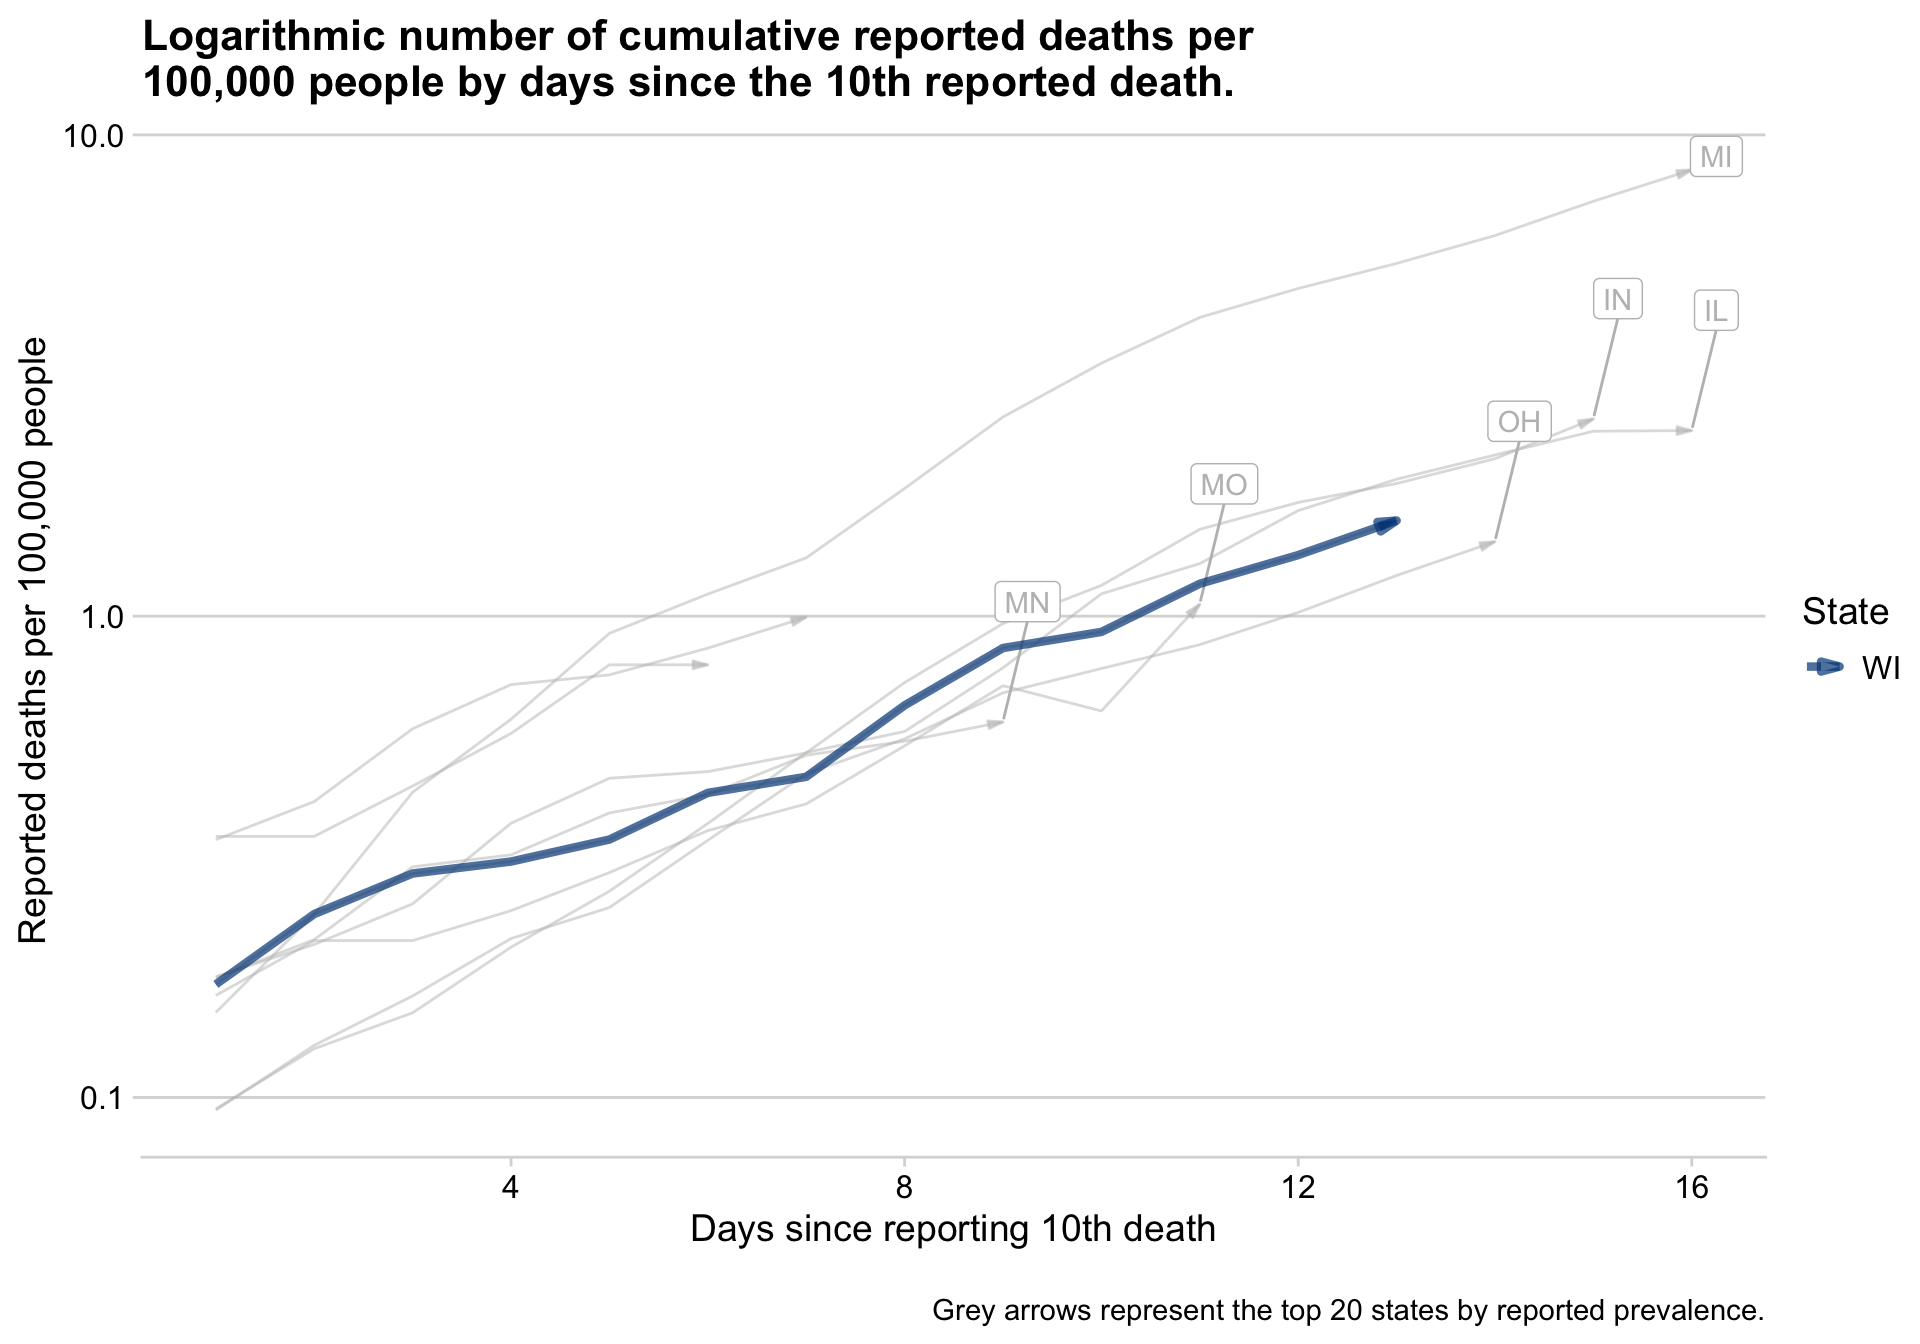 Logarithmic number of cumulative reported deaths per
100,000 people by days since the 10th reported death.
10.0
1.0
0.1
Reported deaths per 100,000 people
MI
IN
IL
OH
MO
MN
State
WI
4
8
12
16
Days since reporting 10th death
Grey arrows represent the top 20 states by reported prevalence.